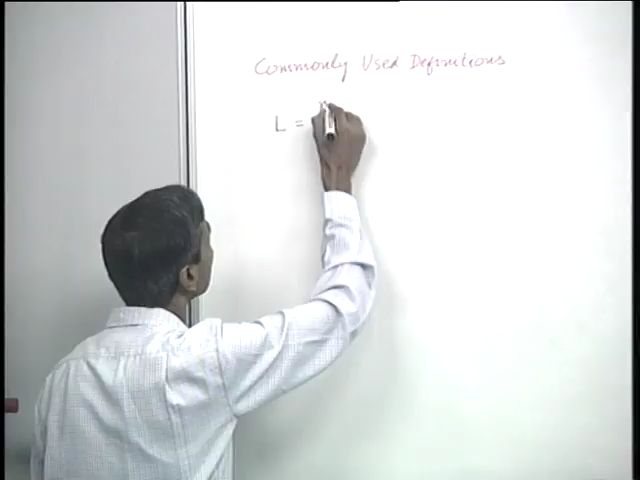 Commonly Used Definitions
L =